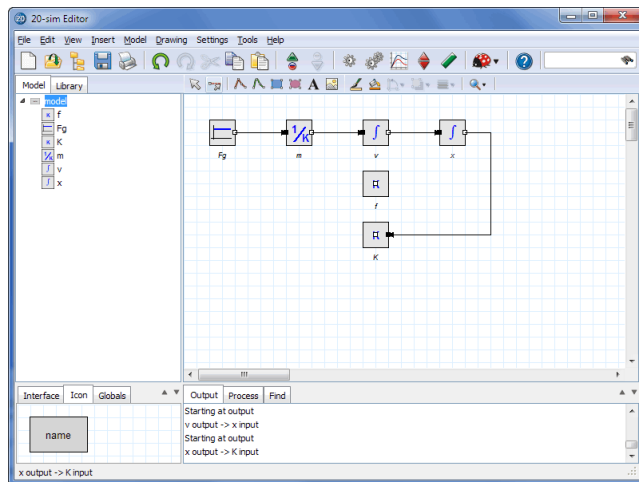 20-sim Editor
File Edit View Insert Model Drawing Settings Tools Help
Model Library
A
model
f
Fg
K
m
v
x
1/K
∫
∫
Fg
m
v
x
K
f
K
K
Interface Icon Globals
name
Output Process Find
Starting at output
v output -> x input
Starting at output
x output -> K input
x output -> K input